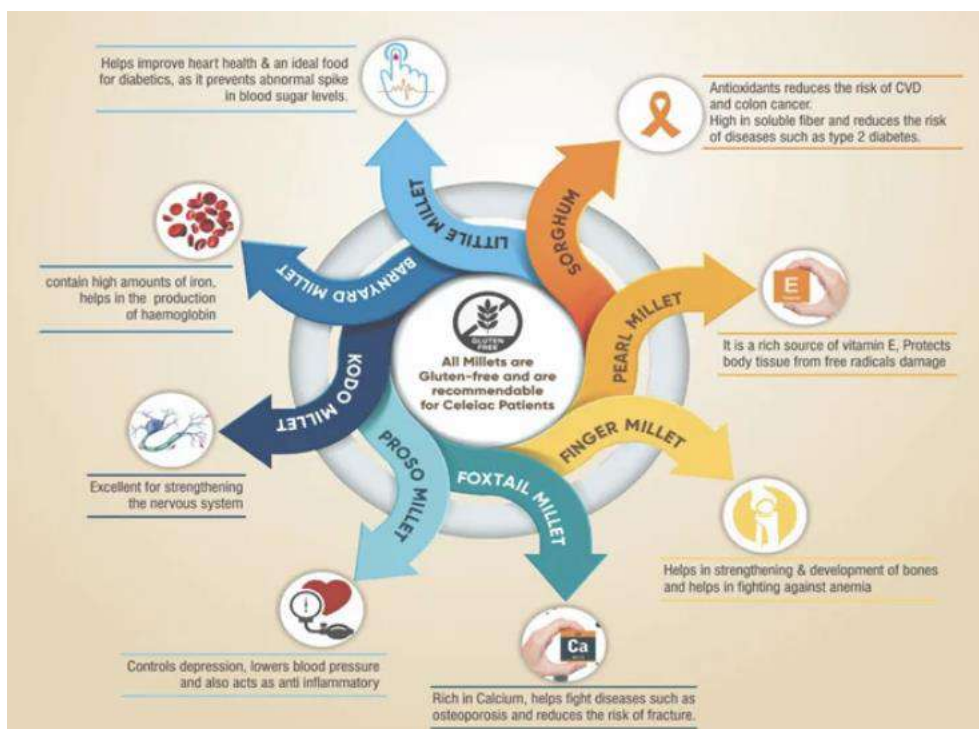 Helps improve heart health & an ideal food
for diabetics, as it prevents abnormal spike
in blood sugar levels.
Antioxidants reduces the risk of CVD
and colon cancer.
High in soluble fiber and reduces the risk
of diseases such as type 2 diabetes.
LITTILE MILLET
SORGHUM
BARNYARD MILLET
contain high amounts of iron,
helps in the production
of haemoglobin
PEARL MILLET
E
It is a rich source of vitamin E, Protects
body tissue from free radicals damage
GLUTEN
FREE
All Millets are
Gluten-free and are
recommendable
for Celeiac Patients
KODO MILLET
Excellent for strengthening
the nervous system
PROSO MILLET
FOXTAIL MILLET
FINGER MILLET
Helps in strengthening & development of bones
and helps in fighting against anemia
Controls depression, lowers blood pressure
and also acts as anti inflammatory
Ca
Rich in Calcium, helps fight diseases such as
osteoporosis and reduces the risk of fracture.